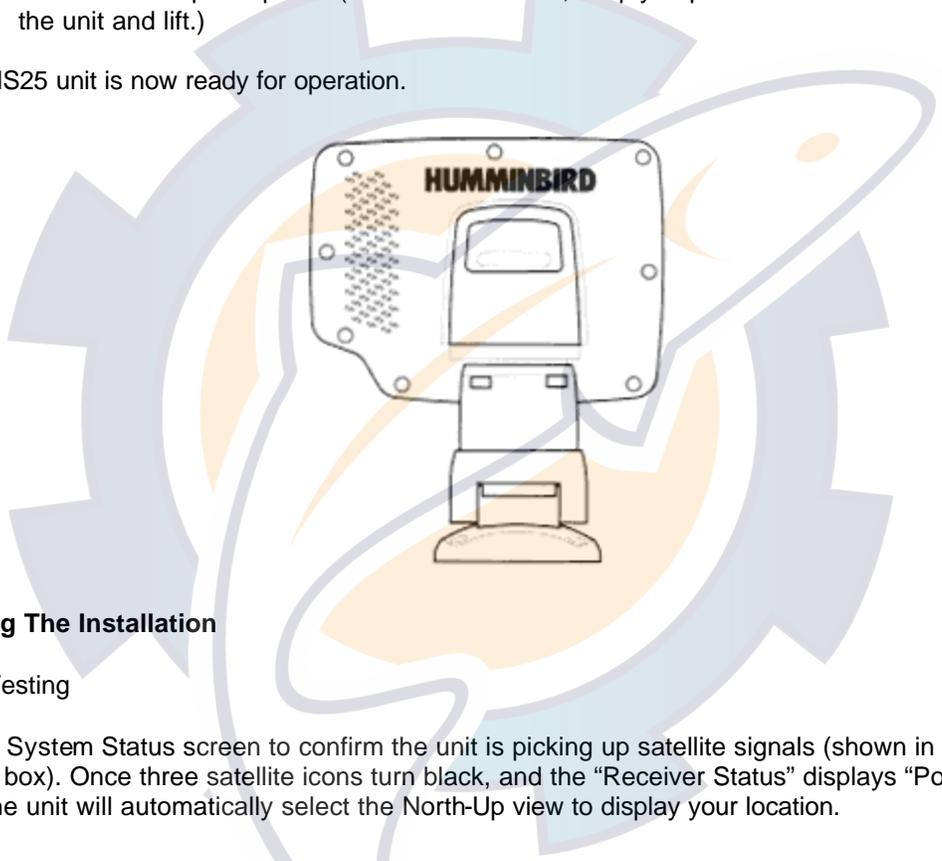 the unit and lift.)
NS25 unit is now ready for operation.
HUMMINBIRD
g The Installation
Testing
System Status screen to confirm the unit is picking up satellite signals (shown in
box). Once three satellite icons turn black, and the “Receiver Status” displays “Po
he unit will automatically select the North-Up view to display your location.